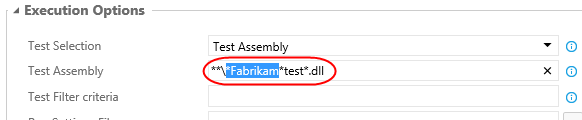 Execution Options
Test Selection Test Assembly
Test Assembly **\*Fabrikam*test*.dll
Test Filter criteria